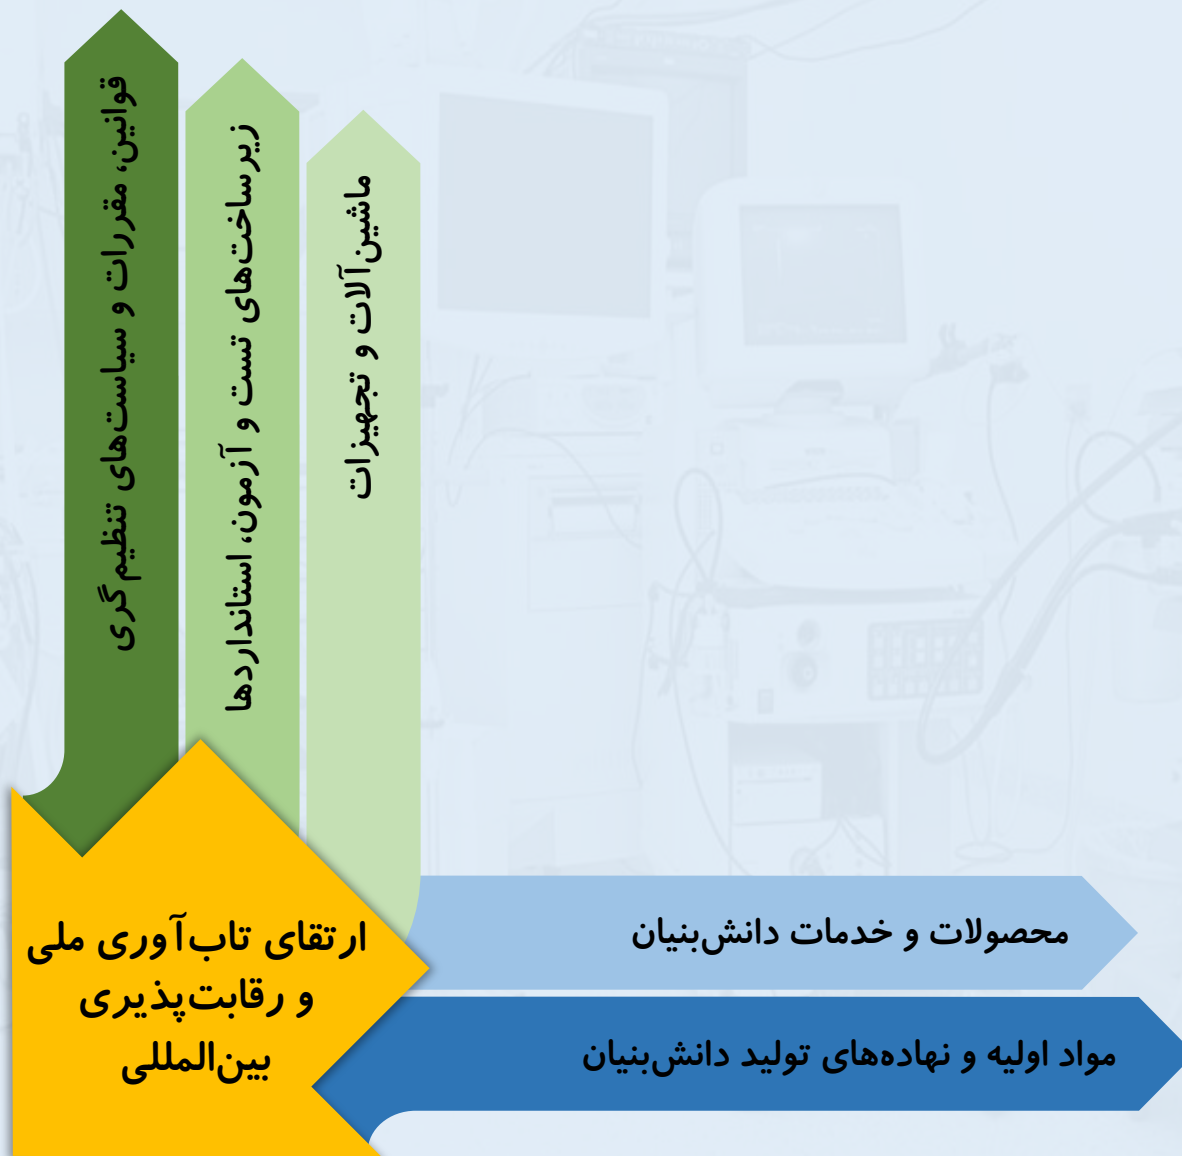 قوانین، مقررات و سیاست‌های تنظیم‌گری
زیرساخت‌های تست و آزمون، استانداردها
ماشین‌آلات و تجهیزات
محصولات و خدمات دانش‌بنیان
مواد اولیه و نهاده‌های تولید دانش‌بنیان
ارتقای تاب‌آوری ملی
و رقابت‌پذیری
بین‌المللی